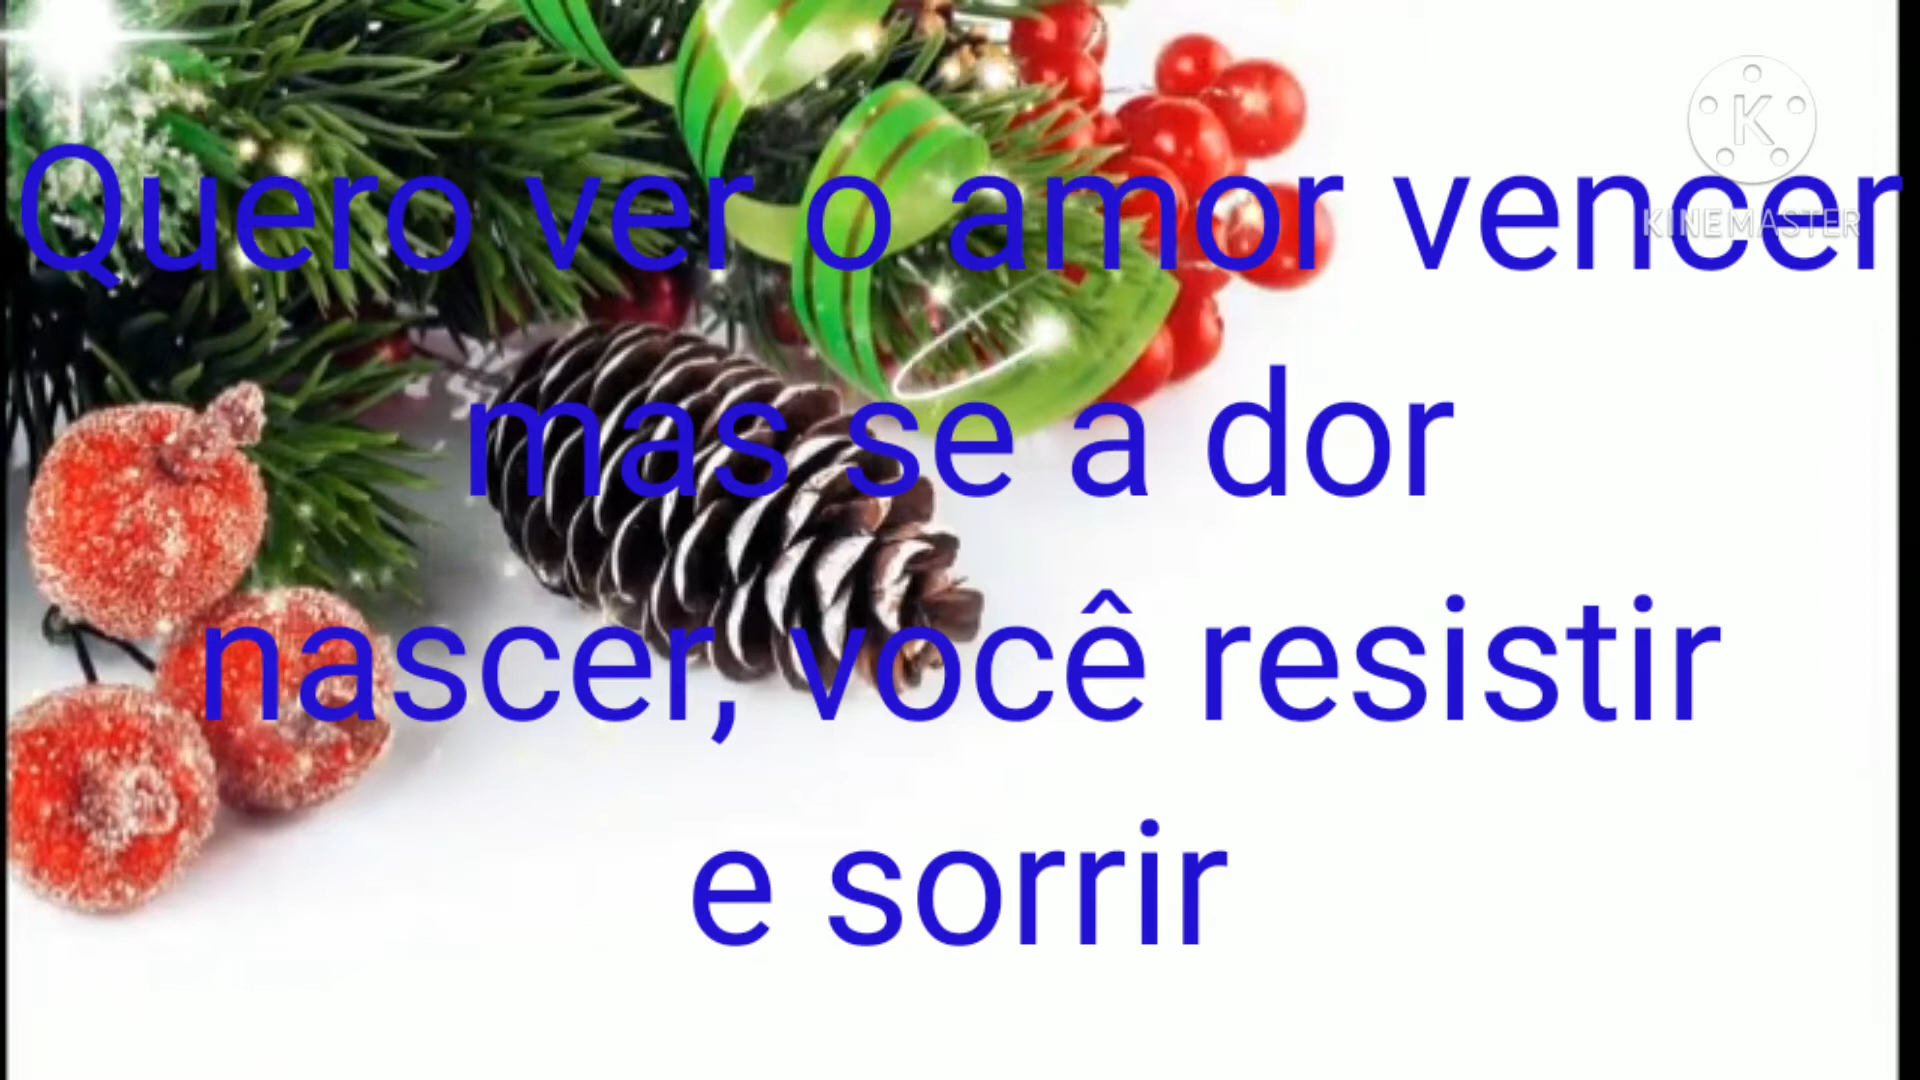 K
KINEMASTER
Quero ver o amor vencer
mas se a dor
nascer, você resistir
e sorrir